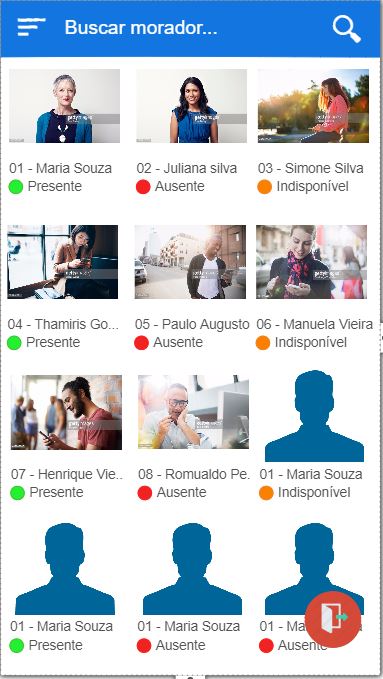 Buscar morador...
01 - Maria Souza
02 - Juliana silva
03 - Simone Silva
Presente
Ausente
Indisponível
04 - Thamiris Go...
05 - Paulo Augusto
06 - Manuela Vieira
Presente
Ausente
Indisponível
07 - Henrique Vie..
08 - Romualdo Pe.
01 - Maria Souza
Presente
Ausente
Indisponível
01 - Maria Souza
01 - Maria Souza
01 - Ma
Presente
Ausente
Ausente